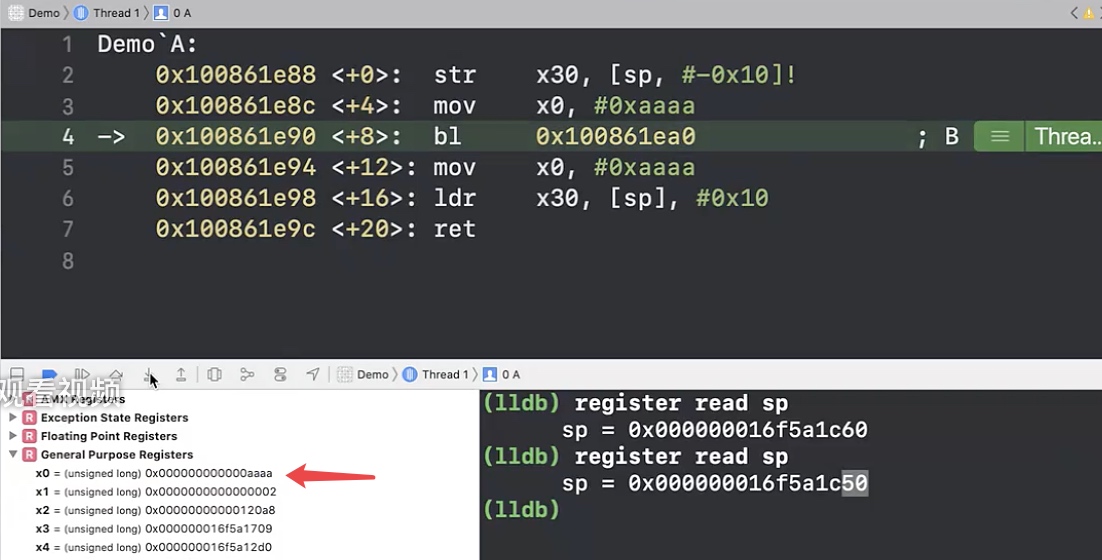 Demo Thread 1 0 A
1 Demo`A:
2 0x100861e88 <+0>: str x30, [sp, #-0x10]!
3 0x100861e8c <+4>: mov x0, #0xaaaa
4 -> 0x100861e90 <+8>: bl 0x100861ea0 ; B Threa...
5 0x100861e94 <+12>: mov x0, #0xaaaa
6 0x100861e98 <+16>: ldr x30, [sp], #0x10
7 0x100861e9c <+20>: ret
8
Demo Thread 1 0 A
观看视频
R AMX Registers
R Exception State Registers
R Floating Point Registers
R General Purpose Registers
x0 = (unsigned long) 0x000000000000aaaa
x1 = (unsigned long) 0x0000000000000002
x2 = (unsigned long) 0x00000000000120a8
x3 = (unsigned long) 0x000000016f5a1709
x4 = (unsigned long) 0x000000016f5a12d0
(lldb) register read sp
sp = 0x000000016f5a1c60
(lldb) register read sp
sp = 0x000000016f5a1c50
(lldb)